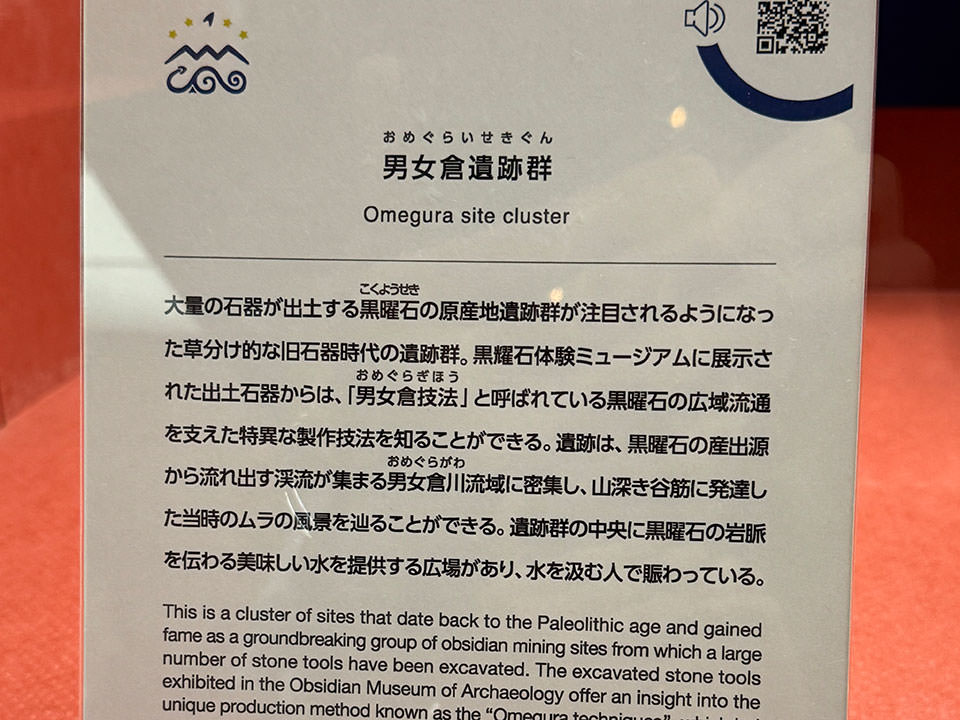 おめぐらいせきぐん
男女倉遺跡群
Omegura site cluster
こくようせき
大量の石器が出土する黒曜石の原産地遺跡群が注目されるようになっ
た草分け的な旧石器時代の遺跡群。黒耀石体験ミュージアムに展示さ
おめぐらぎほう
れた出土石器からは、「男女倉技法」と呼ばれている黒曜石の広域流通
を支えた特異な製作技法を知ることができる。遺跡は、黒曜石の産出源
おめぐらがわ
から流れ出す渓流が集まる男女倉川流域に密集し、山深き谷筋に発達し
た当時のムラの風景を辿ることができる。遺跡群の中央に黒曜石の岩脈
を伝わる美味しい水を提供する広場があり、水を汲む人で賑わっている。
This is a cluster of sites that date back to the Paleolithic age and gained
fame as a groundbreaking group of obsidian mining sites from which a large
number of stone tools have been excavated. The excavated stone tools
exhibited in the Obsidian Museum of Archaeology offer an insight into the
unique production method known as the “Omegura techniques”, which